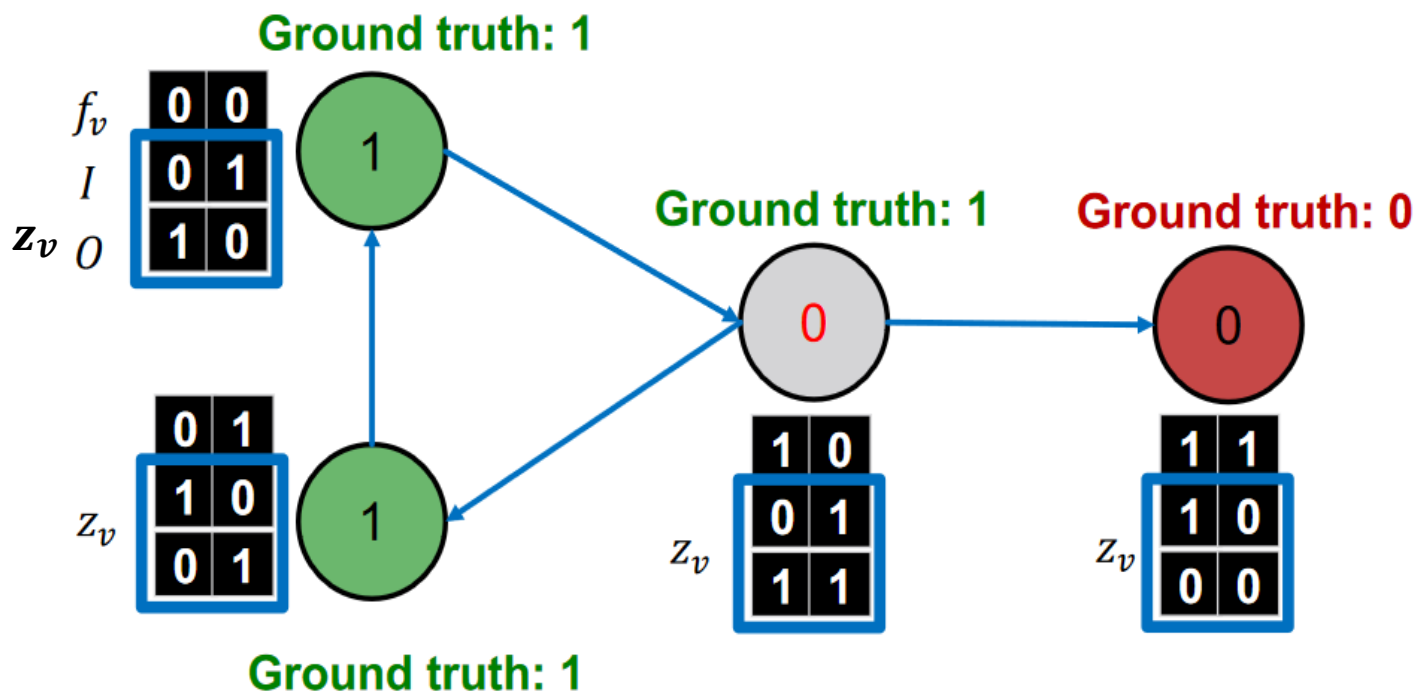 Ground truth: 1
f_v 0 0
I 0 1 1
z_v O 1 0
Ground truth: 1 Ground truth: 0
0 0
0 1 1 0 1 1
z_v 1 0 1 0 1 1 0
z_v 0 1 z_v 1 1 z_v 0 0
Ground truth: 1